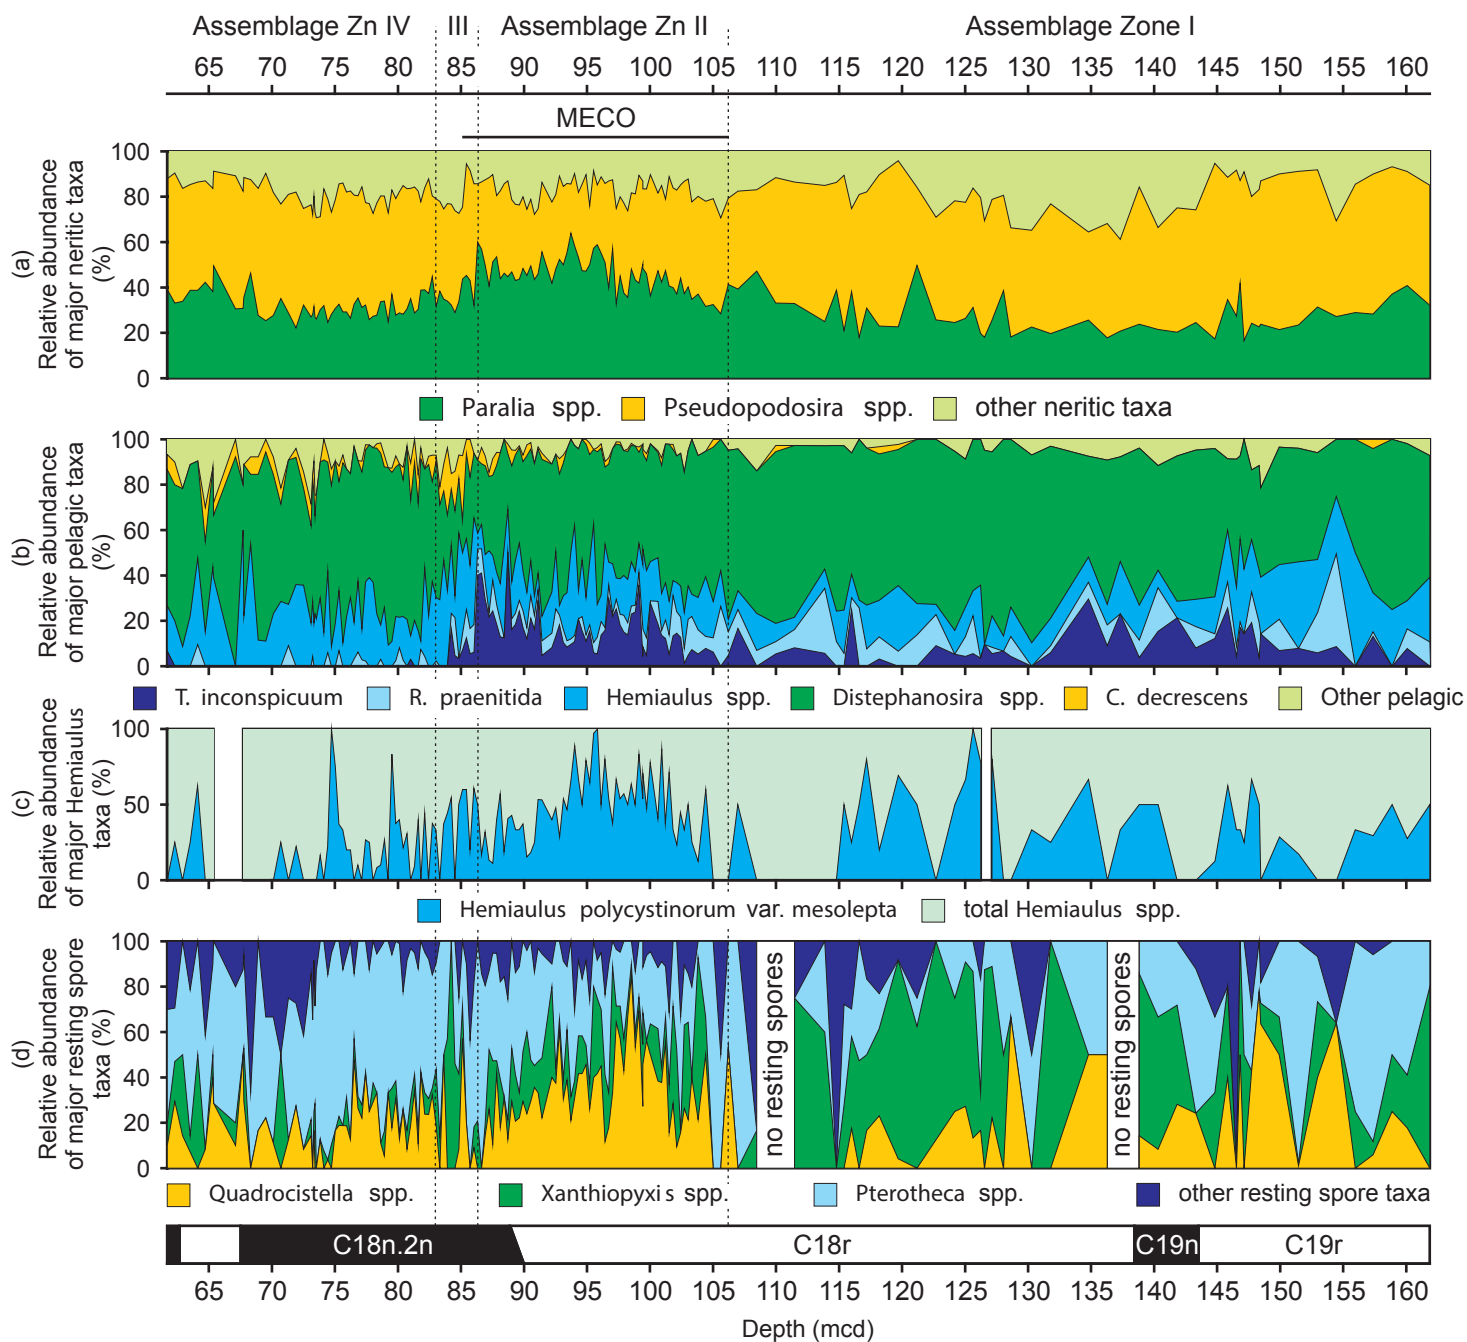 Assemblage Zn IV III Assemblage Zn II Assemblage Zone I
65 70 75 80 85 90 95 100 105 110 115 120 125 130 135 140 145 150 155 160
MECO
(a)
Relative abundance
of major neritic taxa
(%)
100
80
60
40
20
0
Paralia spp. Pseudopodosira spp. other neritic taxa
(b)
Relative abundance
of major pelagic taxa
(%)
100
80
60
40
20
0
T. inconspicuum R. praenitida Hemiaulus spp. Distephanosira spp. C. decrescens Other pelagic
(c)
Relative abundance
of major Hemiaulus
taxa (%)
100
50
0
Hemiaulus polycystinorum var. mesolepta total Hemiaulus spp.
(d)
Relative abundance
of major resting spore
taxa (%)
100
80
60
40
20
0
no resting spores
no resting spores
Quadrocistella spp. Xanthiopyxis spp. Pterotheca spp. other resting spore taxa
C18n.2n C18r C19n C19r
65 70 75 80 85 90 95 100 105 110 115 120 125 130 135 140 145 150 155 160
Depth (mcd)